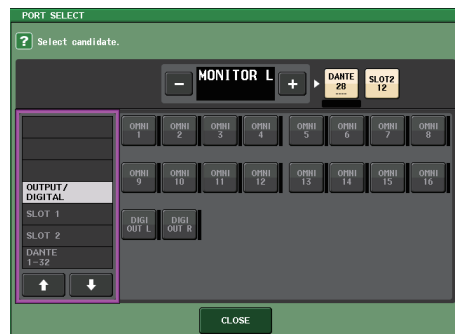 PORT SELECT
? Select candidate.
− MONITOR L +
DANTE 28 ----
SLOT2 12
OUTPUT/
DIGITAL
SLOT 1
SLOT 2
DANTE
1-32
OMNI 1 OMNI 2 OMNI 3 OMNI 4 OMNI 5 OMNI 6 OMNI 7 OMNI 8
OMNI 9 OMNI 10 OMNI 11 OMNI 12 OMNI 13 OMNI 14 OMNI 15 OMNI 16
DIGI OUT L DIGI OUT R
CLOSE